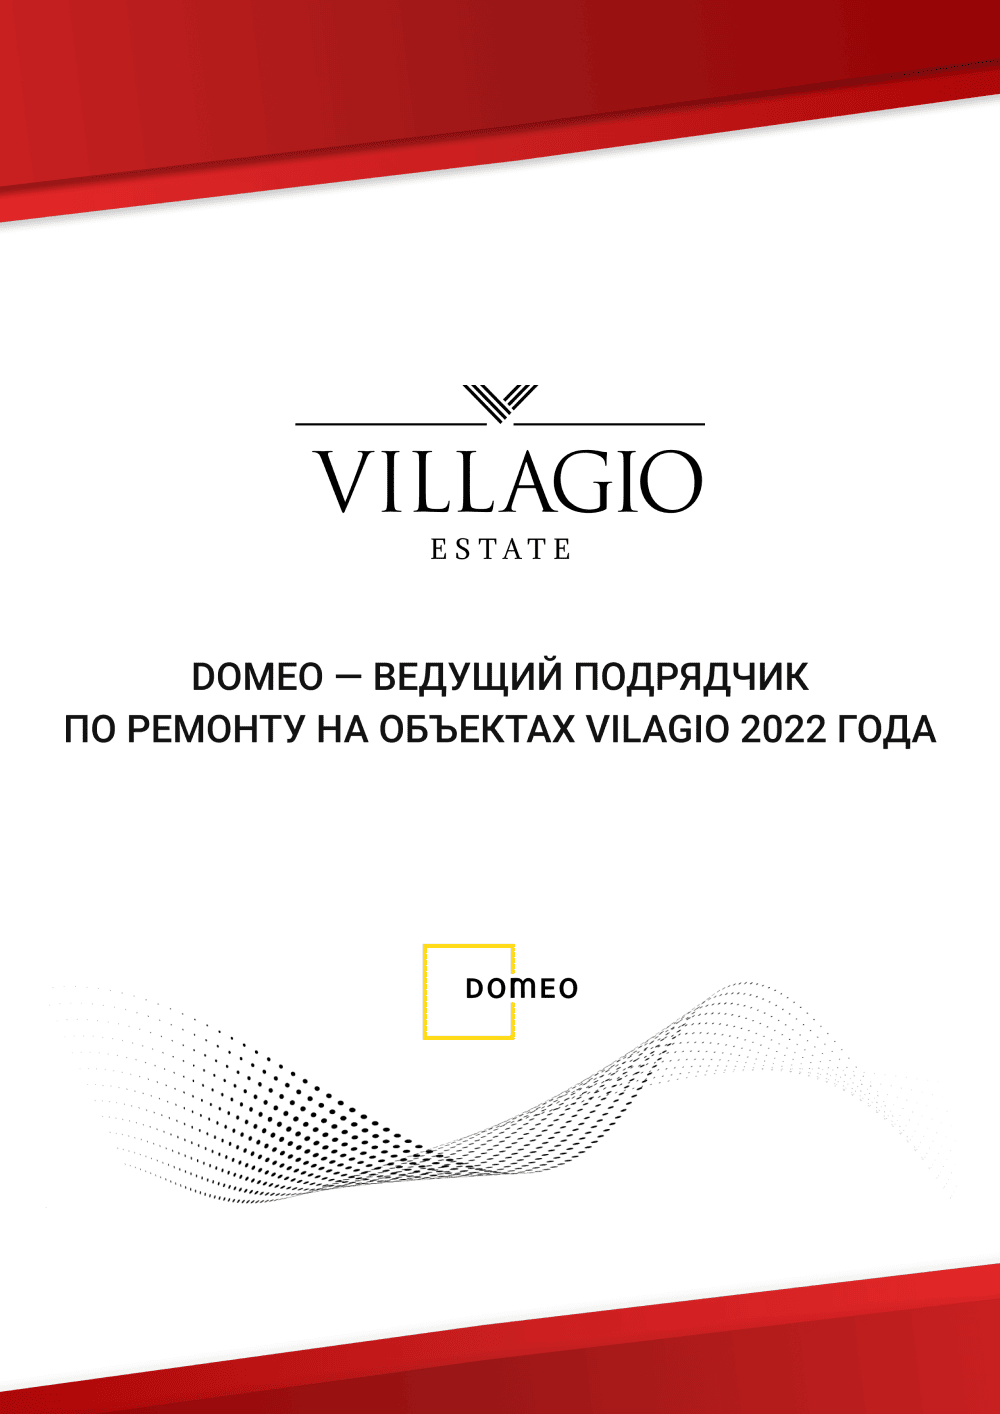 VILLAGIO
ESTATE
DOMEO — ВЕДУЩИЙ ПОДРЯДЧИК
ПО РЕМОНТУ НА ОБЪЕКТАХ VILAGIO 2022 ГОДА
DOMEO